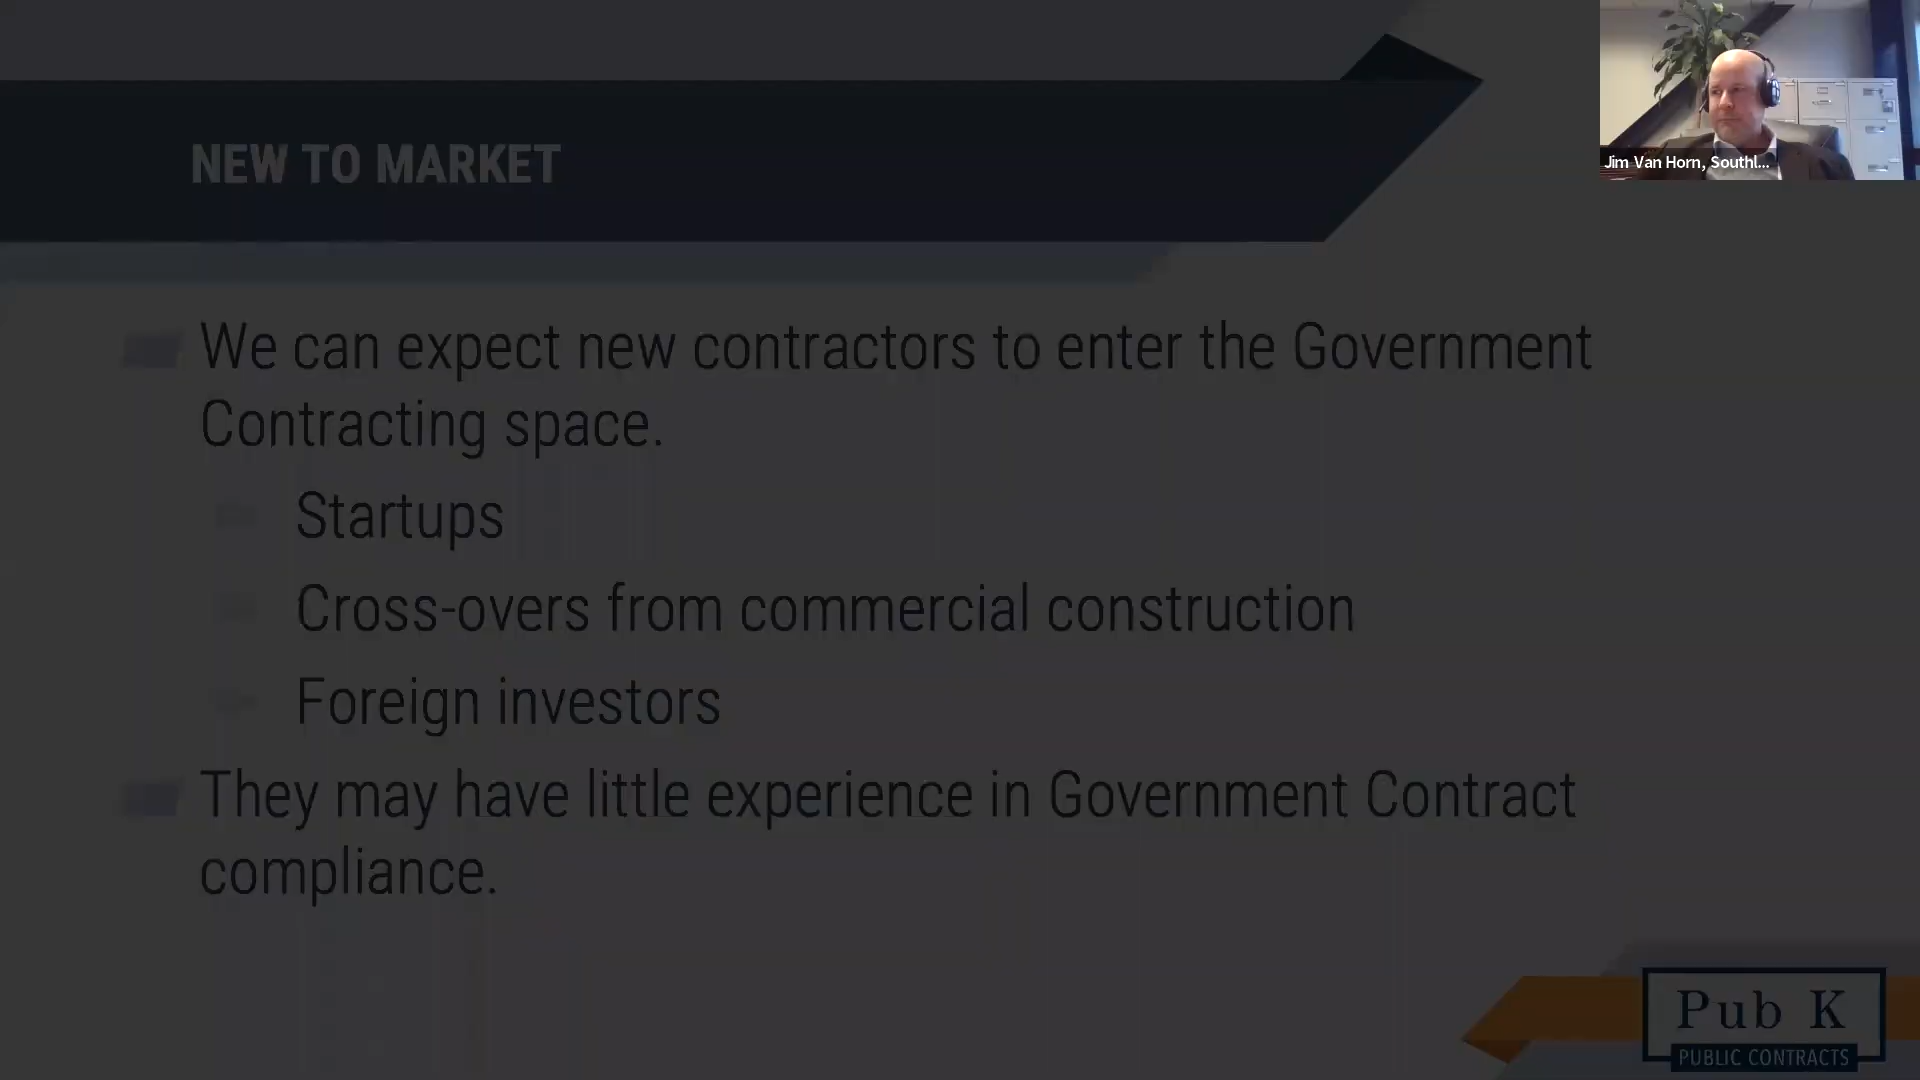 NEW TO MARKET
Jim Van Horn, Southl...
We can expect new contractors to enter the Government
Contracting space.
Startups
Cross-overs from commercial construction
Foreign investors
They may have little experience in Government Contract
compliance.
Pub K
PUBLIC CONTRACTS